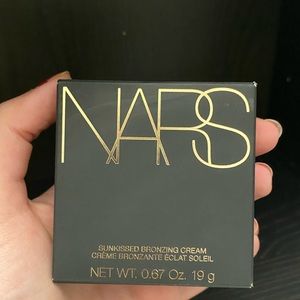 NARS
SUNKISSED BRONZING CREAM
CRÈME BRONZANTE ÉCLAT SOLEIL
NET WT. 0.67 Oz. 19 g